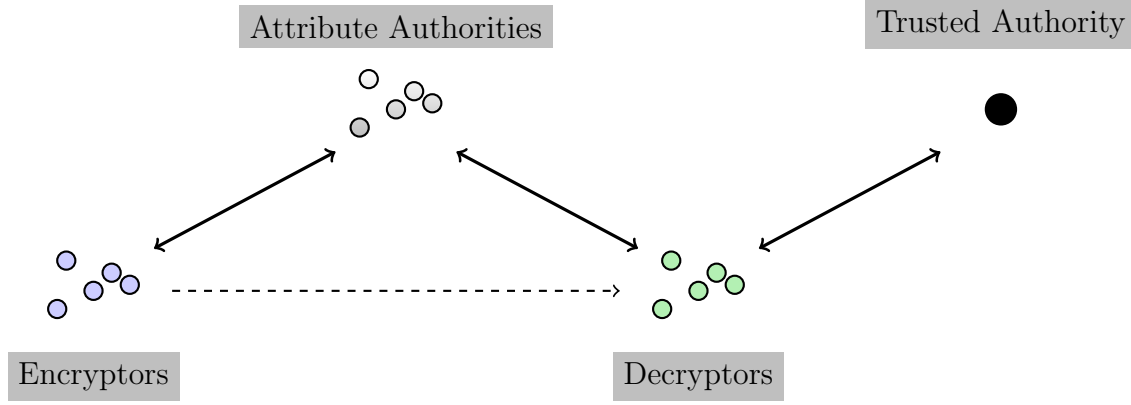 Attribute Authorities
Trusted Authority
Encryptors
Decryptors